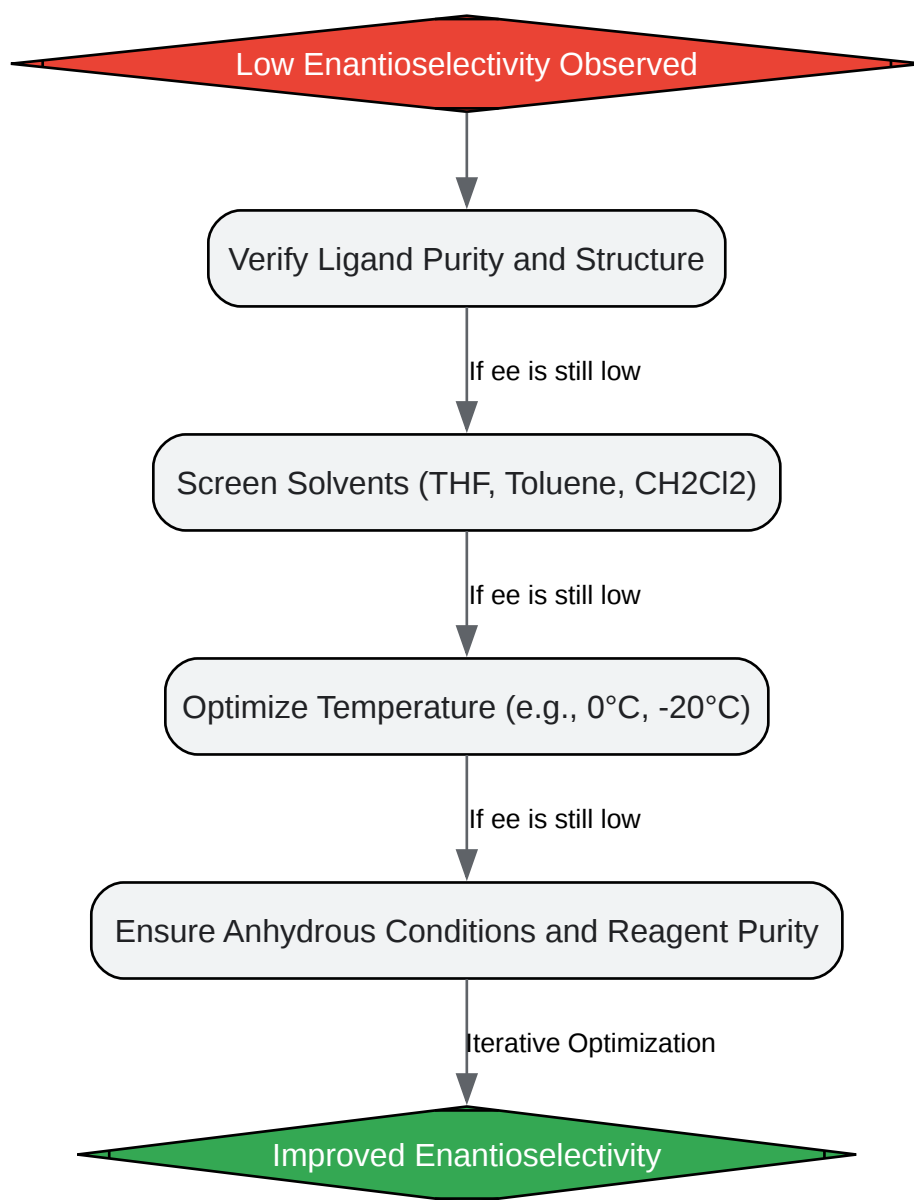 Low Enantioselectivity Observed
Verify Ligand Purity and Structure
If ee is still low
Screen Solvents (THF, Toluene, CH2Cl2)
If ee is still low
Optimize Temperature (e.g., 0°C, -20°C)
If ee is still low
Ensure Anhydrous Conditions and Reagent Purity
Iterative Optimization
Improved Enantioselectivity